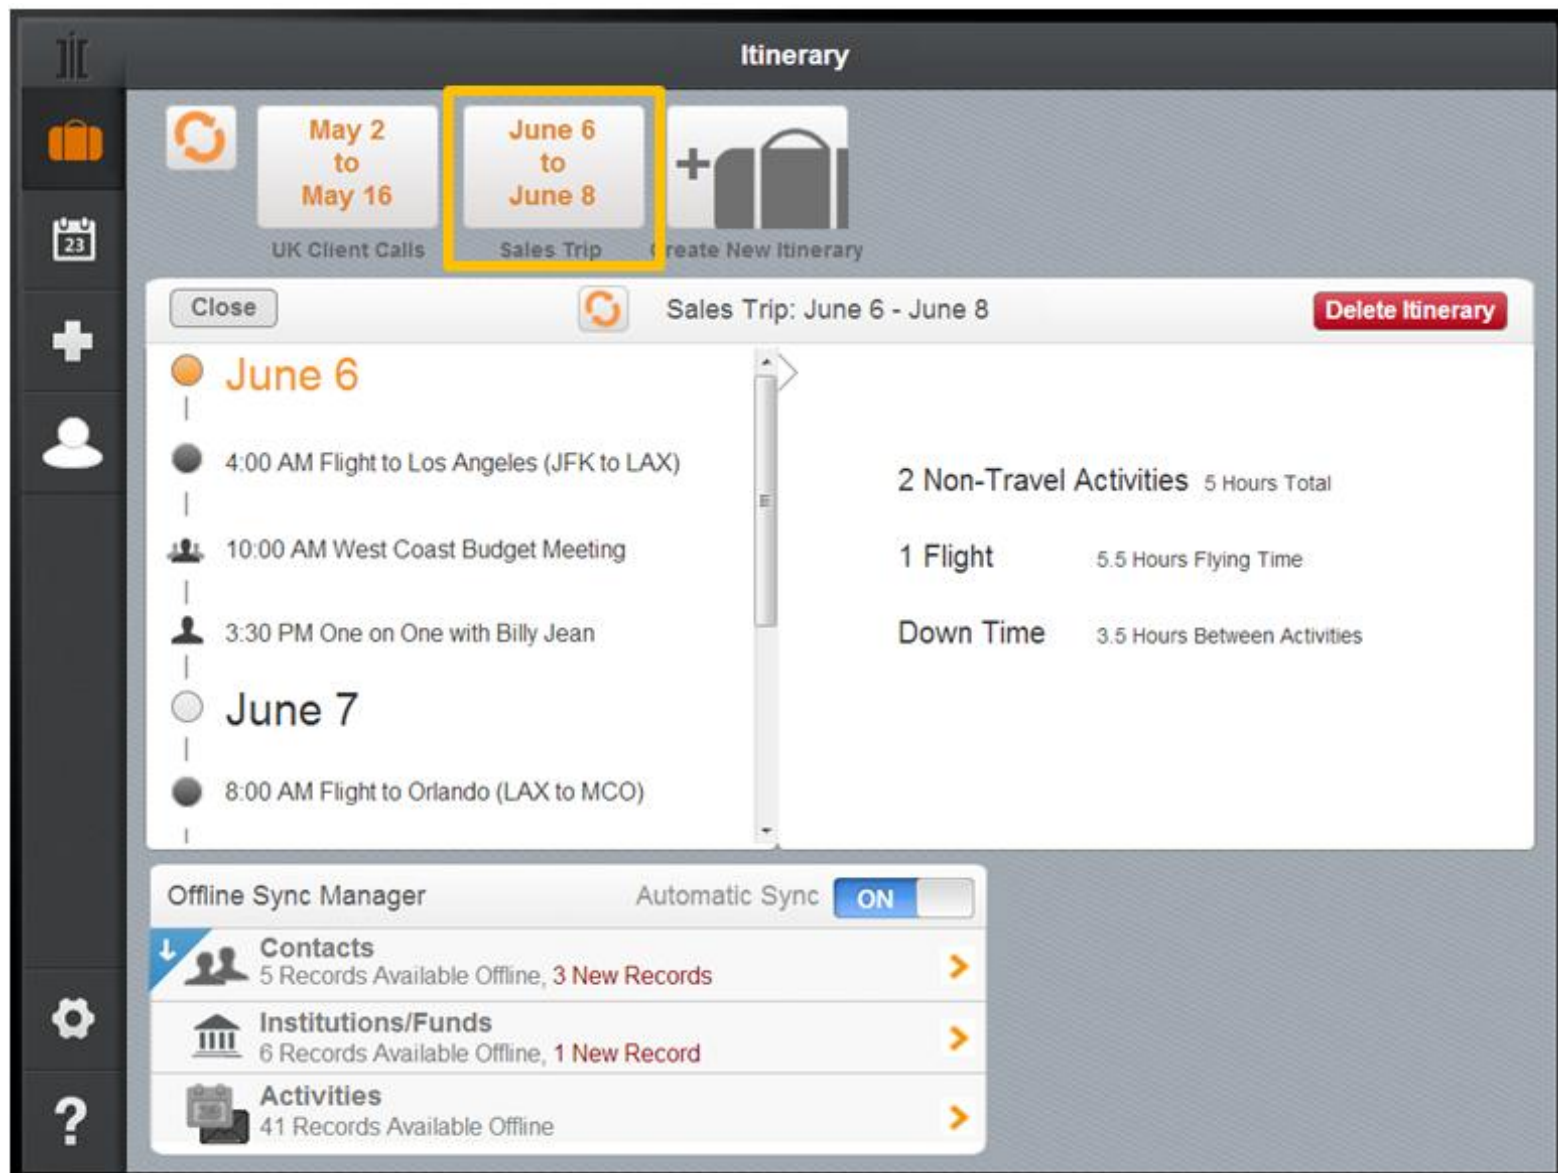 Itinerary
May 2
to
May 16
UK Client Calls
June 6
to
June 8
Sales Trip
+
Create New Itinerary
23
Close
Sales Trip: June 6 - June 8
Delete Itinerary
June 6
4:00 AM Flight to Los Angeles (JFK to LAX)
10:00 AM West Coast Budget Meeting
3:30 PM One on One with Billy Jean
June 7
8:00 AM Flight to Orlando (LAX to MCO)
2 Non-Travel Activities 5 Hours Total
1 Flight 5.5 Hours Flying Time
Down Time 3.5 Hours Between Activities
Offline Sync Manager
Automatic Sync ON
Contacts
5 Records Available Offline, 3 New Records
Institutions/Funds
6 Records Available Offline, 1 New Record
Activities
41 Records Available Offline
?